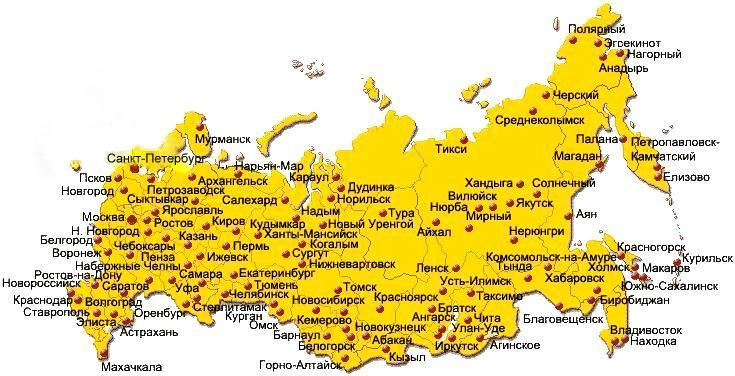 Полярный
Эгвекинот
Нагорный
Анадырь
Черский
Среднеколымск
Мурманск
Тикси
Палана
Петропавловск-
Камчатский
Магадан
Елизово
Санкт-Петербург
Нарьян-Мар
Псков
Архангельск
Караул
Дудинка
Хандыга
Солнечный
Новгород
Петрозаводск
Сыктывкар
Салехард
Норильск
Вилюйск
Якутск
Ярославль
Надым
Тура
Нюрба
Мирный
Аян
Москва
Ростов
Киров
Кудымкар
Новый
Уренгой
Айхал
Н. Новгород
Казань
Ханты-Мансийск
Нерюнгри
Белгород
Чебоксары
Пермь
Когалым
Красногорск
Воронеж
Пенза
Ижевск
Сургут
Комсомольск-на-Амуре
Курильск
Набережные Челны
Нижневартовск
Ленск
Тында
Холмск
Макаров
Ростов-на-Дону
Самара
Екатеринбург
Хабаровск
Новороссийск
Саратов
Уфа
Тюмень
Томск
Усть-Илимск
Южно-Сахалинск
Краснодар
Волгоград
Челябинск
Новосибирск
Красноярск
Таксимо
Биробиджан
Ставрополь
Оренбург
Стерлитамак
Курган
Кемерово
Братск
Благовещенск
Элиста
Омск
Новокузнецк
Ангарск
Чита
Астрахань
Барнаул
Абакан
Улан-Уде
Владивосток
Белогорск
Иркутск
Агинское
Находка
Махачкала
Горно-Алтайск
Кызыл